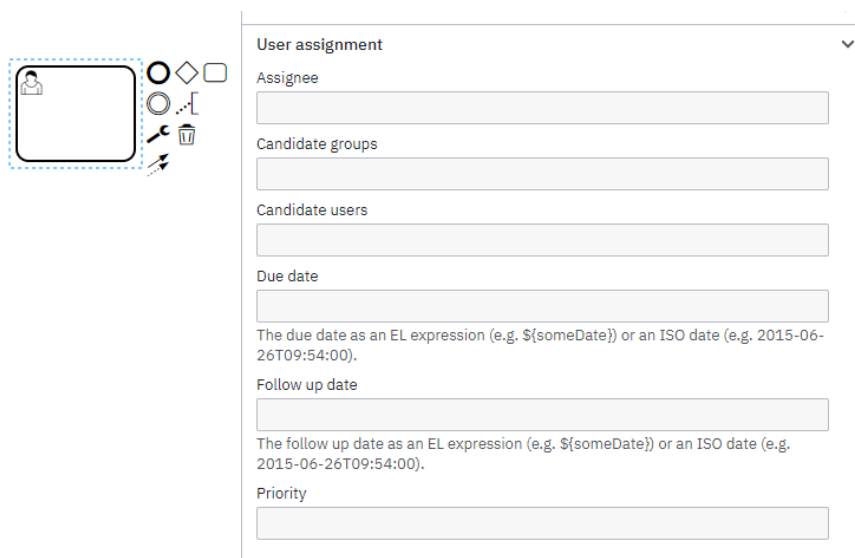 User assignment
Assignee
Candidate groups
Candidate users
Due date
The due date as an EL expression (e.g. ${someDate}) or an ISO date (e.g. 2015-06-
26T09:54:00).
Follow up date
The follow up date as an EL expression (e.g. ${someDate}) or an ISO date (e.g.
2015-06-26T09:54:00).
Priority